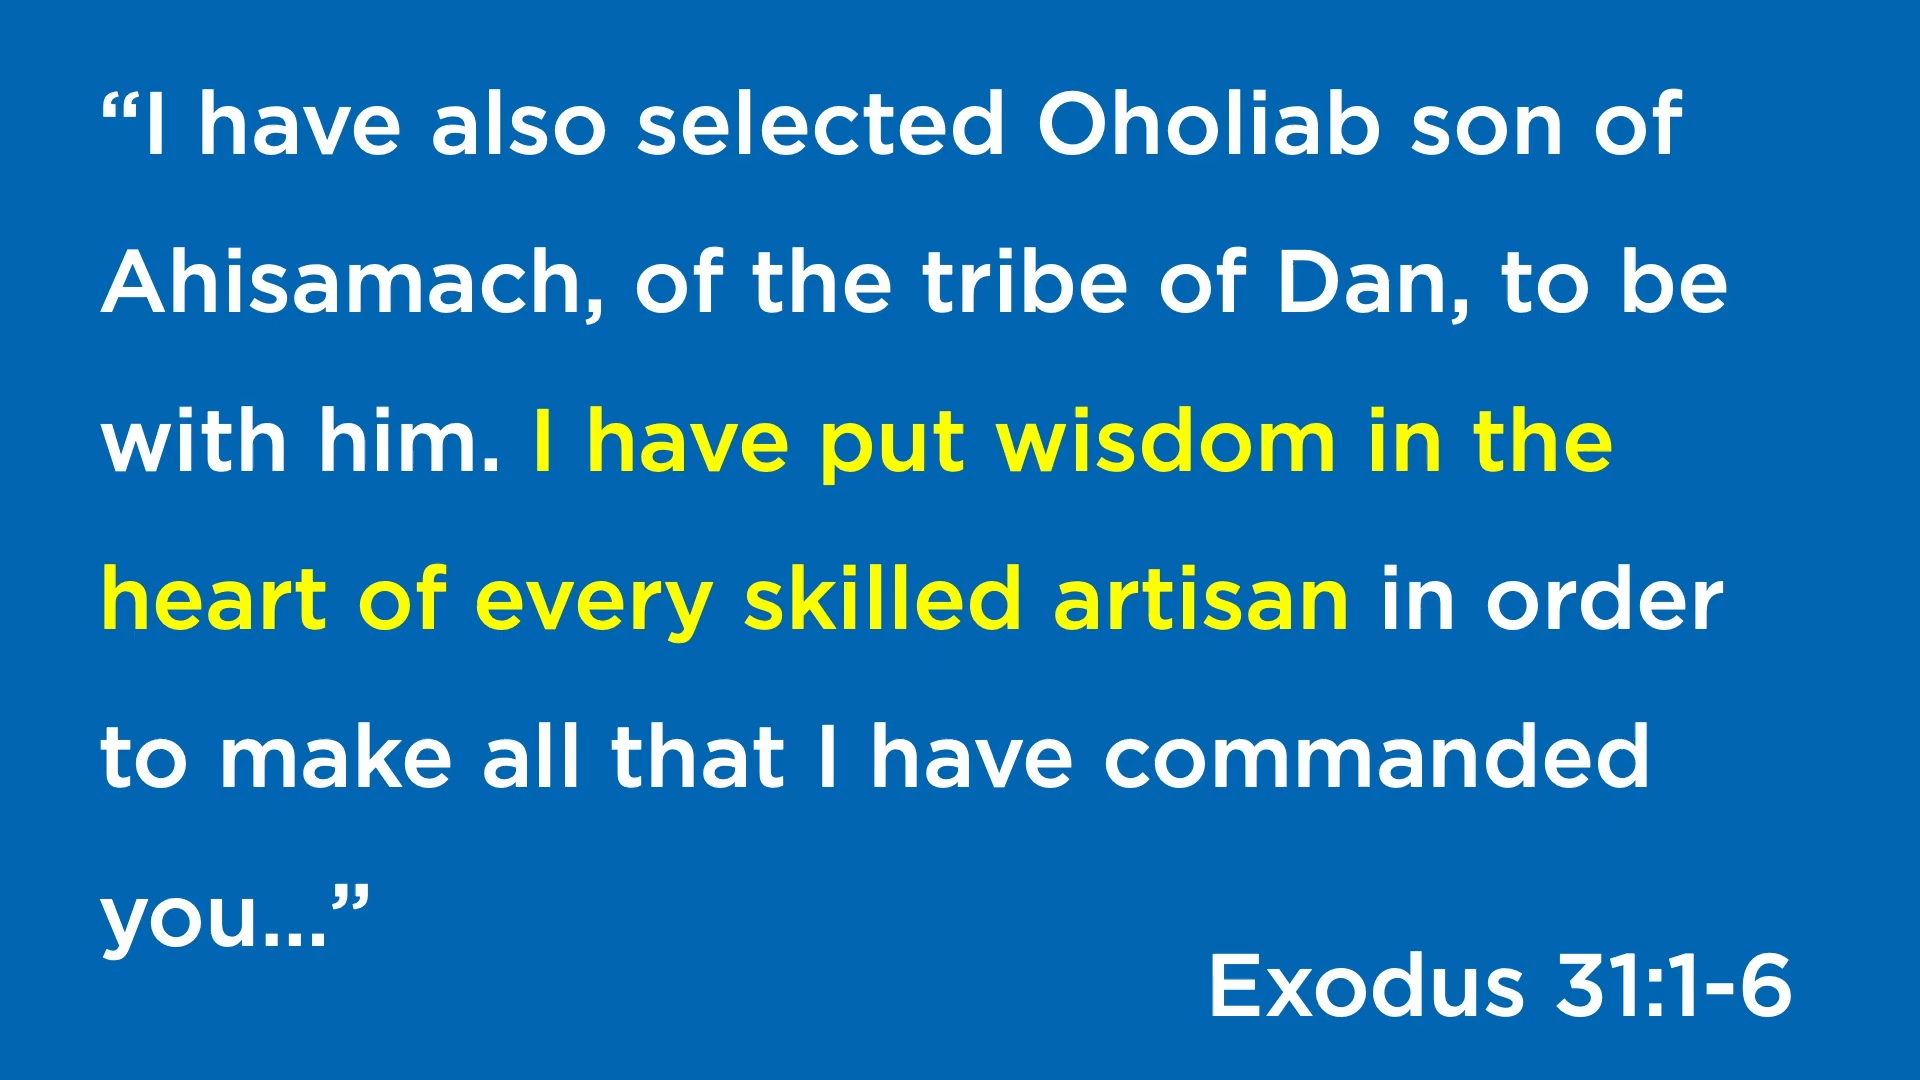 “I have also selected Oholiab son of
Ahisamach, of the tribe of Dan, to be
with him. I have put wisdom in the
heart of every skilled artisan in order
to make all that I have commanded
you...”
Exodus 31:1-6